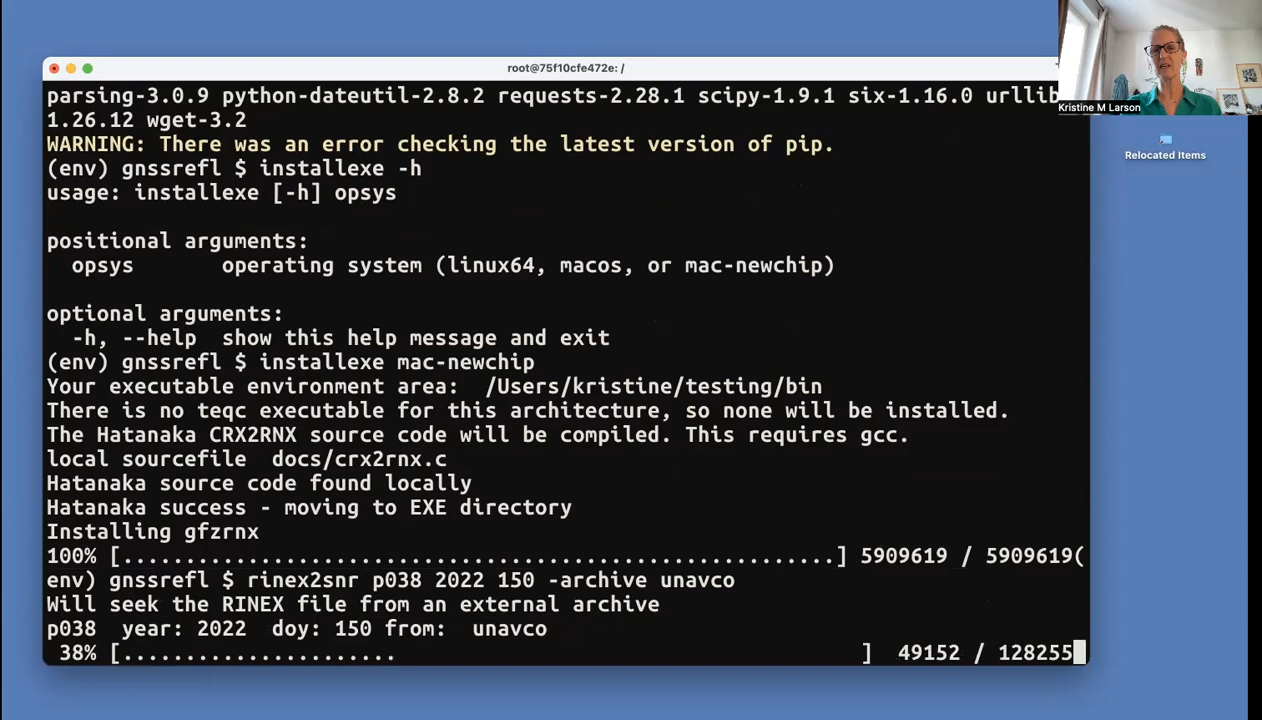 root@75f10cfe472e: /
parsing-3.0.9 python-dateutil-2.8.2 requests-2.28.1 scipy-1.9.1 six-1.16.0 urllib
1.26.12 wget-3.2
WARNING: There was an error checking the latest version of pip.
(env) gnssrefl $ installexe -h
usage: installexe [-h] opsys
positional arguments:
opsys operating system (linux64, macos, or mac-newchip)
optional arguments:
-h, --help show this help message and exit
(env) gnssrefl $ installexe mac-newchip
Your executable environment area: /Users/kristine/testing/bin
There is no teqc executable for this architecture, so none will be installed.
The Hatanaka CRX2RNX source code will be compiled. This requires gcc.
local sourcefile docs/crx2rnx.c
Hatanaka source code found locally
Hatanaka success - moving to EXE directory
Installing gfzrnx
100% [..........................................................] 5909619 / 5909619(
env) gnssrefl $ rinex2snr p038 2022 150 -archive unavco
Will seek the RINEX file from an external archive
p038 year: 2022 doy: 150 from: unavco
38% [...................... ] 49152 / 128255
Kristine M Larson
Relocated Items